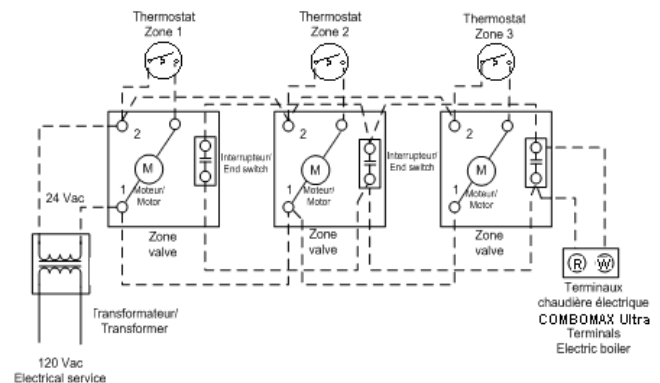 Thermostat
Zone 1
Thermostat
Zone 2
Thermostat
Zone 3
2
M
Moteur/
Motor
1
Interrupteur/
End switch
2
M
Moteur/
Motor
1
Interrupteur/
End switch
2
M
Moteur/
Motor
1
24 Vac
Zone
valve
Zone
valve
Zone
valve
R
W
Transformateur/
Transformer
Terminaux
chaudière électrique
COMBOMAX Ultra
Terminals
Electric boiler
120 Vac
Electrical service